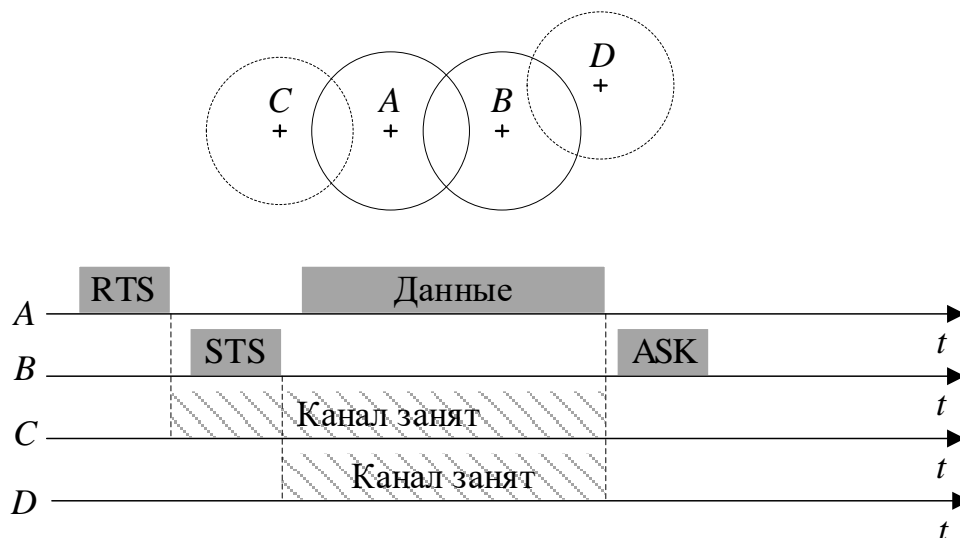 C A B D
RTS Данные
A t
STS ASK
B t
Канал занят
C t
Канал занят
D t